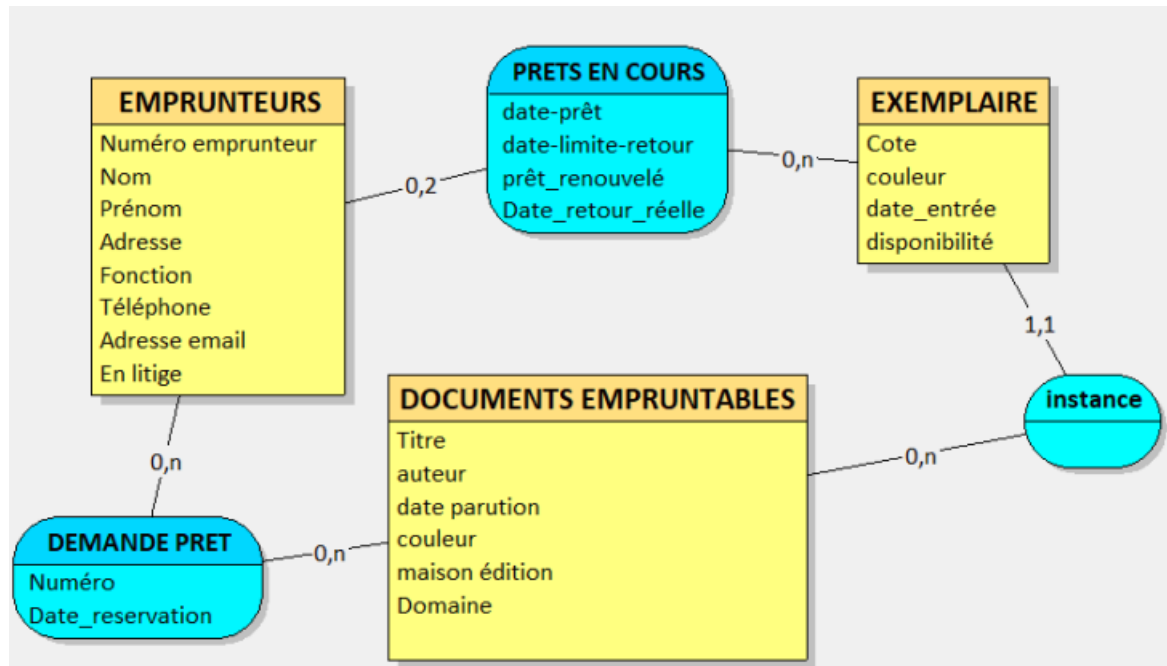 EMPRUNTEURS
Numéro emprunteur
Nom
Prénom
Adresse
Fonction
Téléphone
Adresse email
En litige
0,2
PRETS EN COURS
date-prêt
date-limite-retour
prêt_renouvelé
Date_retour_réelle
0,n
EXEMPLAIRE
Cote
couleur
date_entrée
disponibilité
1,1
instance
0,n
DOCUMENTS EMPRUNTABLES
Titre
auteur
date parution
couleur
maison édition
Domaine
0,n
DEMANDE PRET
Numéro
Date_reservation
0,n